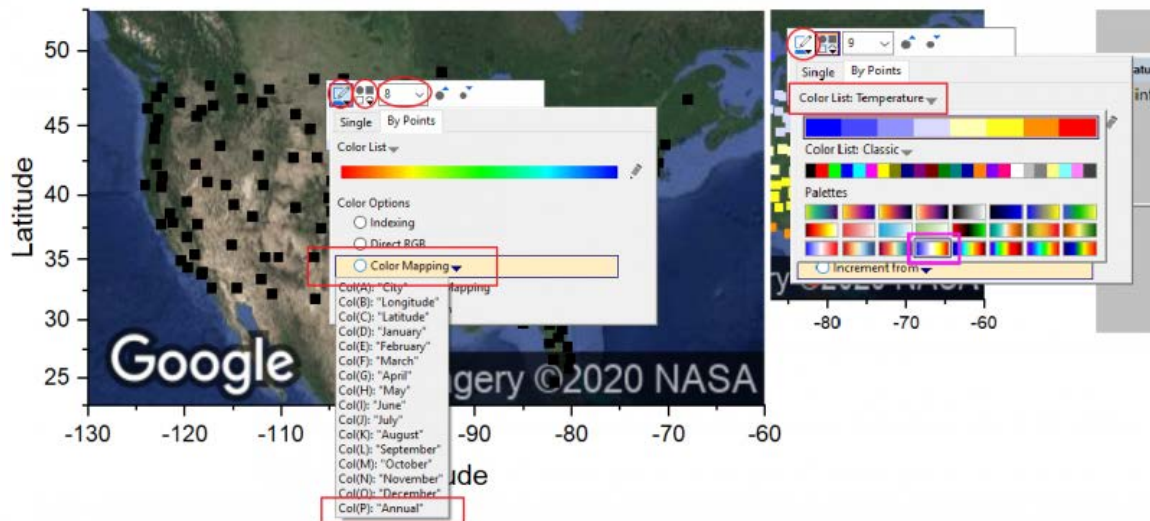 50
45
40
35
30
25
Latitude
-130
-120
-110
-90
-80
-70
-60
ude
Google
gery ©2020 NASA
8
Single By Points
Color List
Color Options
Indexing
Direct RGB
Color Mapping
apping
Col(A): "City"
Col(B): "Longitude"
Col(C): "Latitude"
Col(D): "January"
Col(E): "February"
Col(F): "March"
Col(G): "April"
Col(H): "May"
Col(I): "June"
Col(J): "July"
Col(K): "August"
Col(L): "September"
Col(M): "October"
Col(N): "November"
Col(O): "December"
Col(P): "Annual"
9
Single By Points
Color List: Temperature
Color List: Classic
Palettes
Increment from
-80
-70
-60